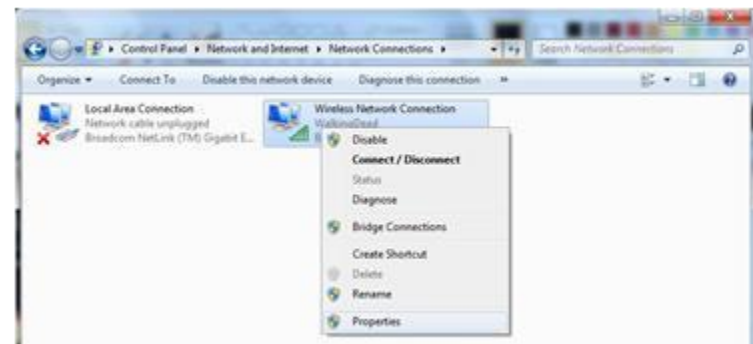 Control Panel ▸ Network and Internet ▸ Network Connections ▸
Search Network Connections
Organize ▾ Connect To Disable this network device Diagnose this connection »
Local Area Connection
Network cable unplugged
Broadcom NetLink (TM) Gigabit E...
Wireless Network Connection
WalkingDead
Disable
Connect / Disconnect
Status
Diagnose
Bridge Connections
Create Shortcut
Delete
Rename
Properties